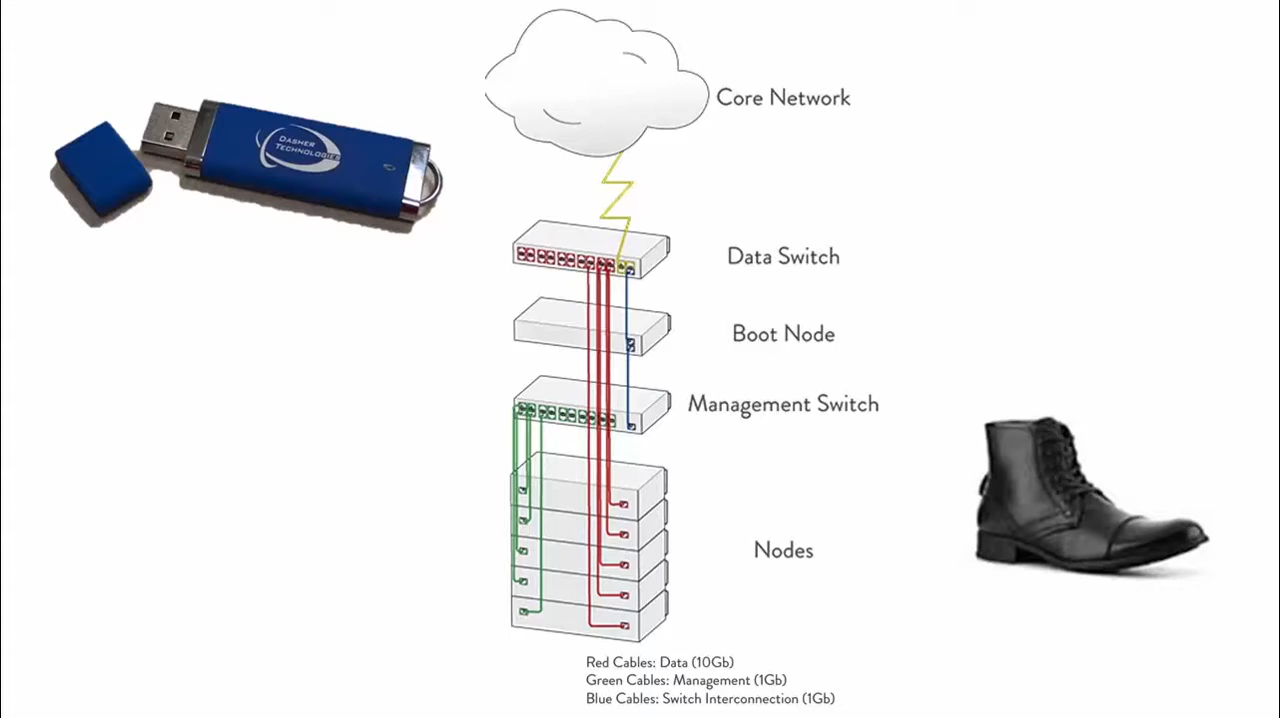 Core Network
DASHER
TECHNOLOGIES
Data Switch
Boot Node
Management Switch
Nodes
Red Cables: Data (10Gb)
Green Cables: Management (1Gb)
Blue Cables: Switch Interconnection (1Gb)